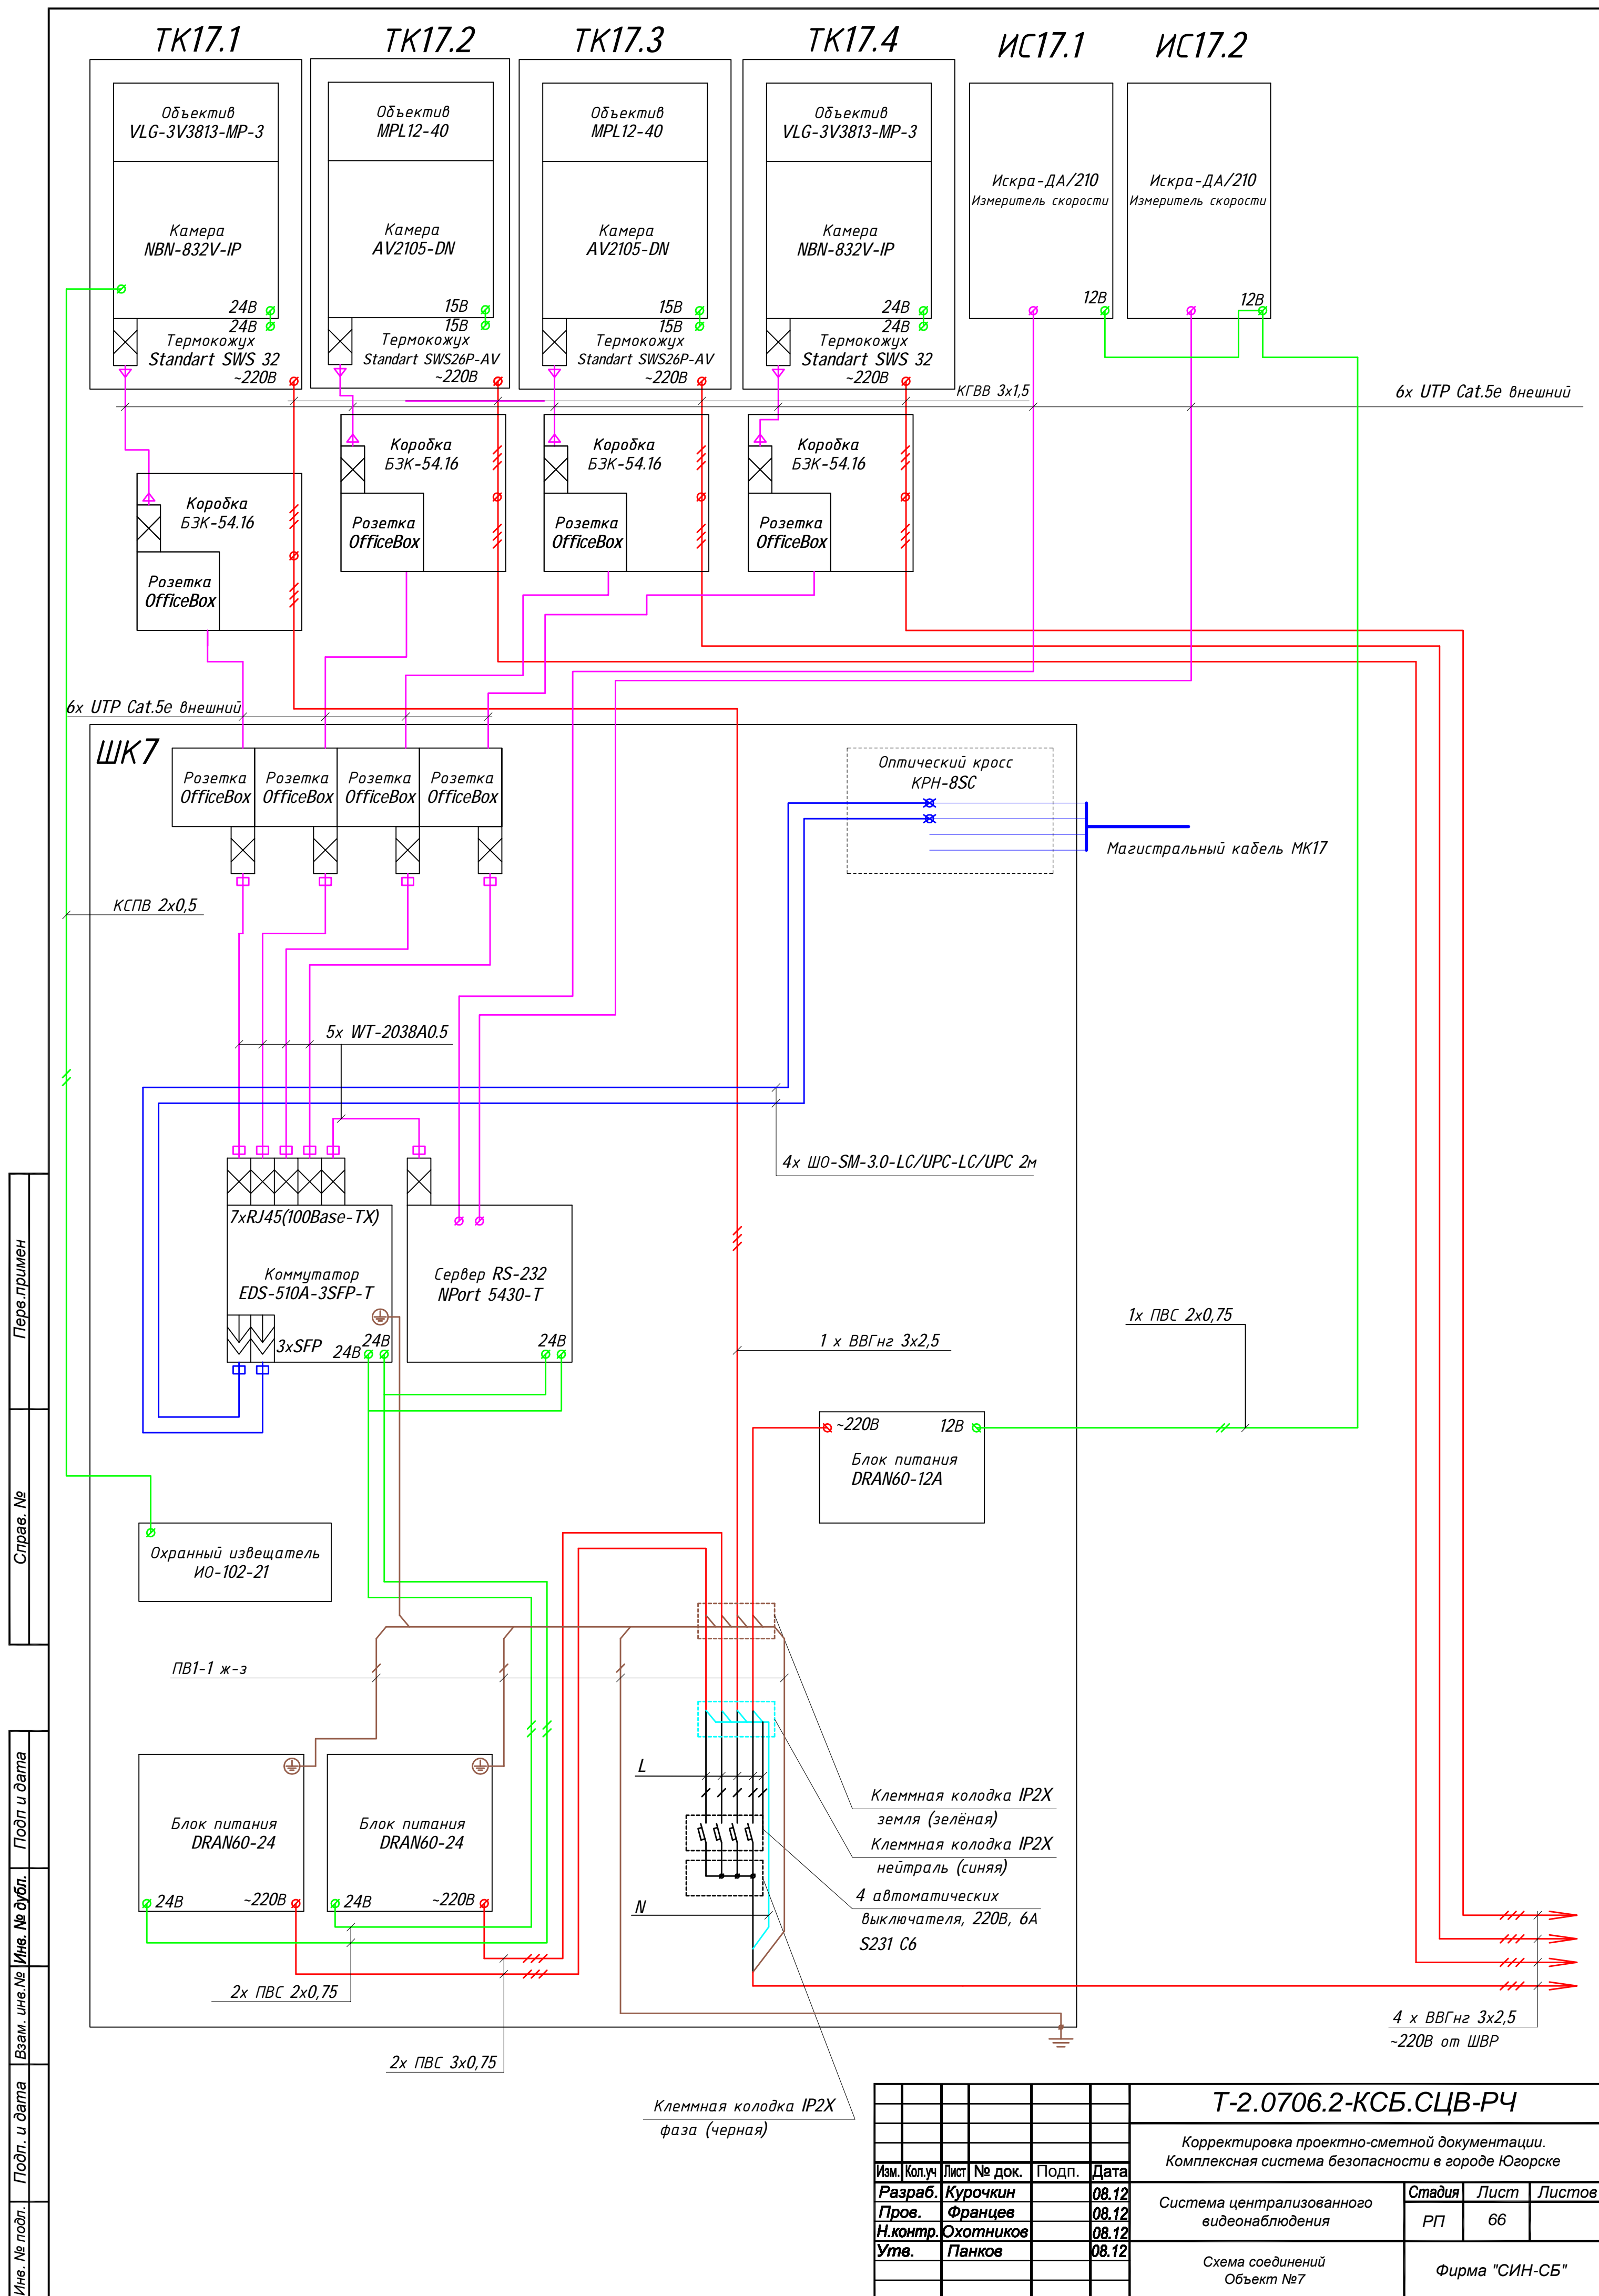 ТК17.1
ТК17.2
ТК17.3
ТК17.4
ИС17.1
ИС17.2
Объектив
VLG-3V3813-MP-3
Камера
NBN-832V-IP
24В
24В
Термокожух
Standart SWS 32
~220В
Объектив
MPL12-40
Камера
AV2105-DN
15В
15В
Термокожух
Standart SWS26P-AV
~220В
Объектив
MPL12-40
Камера
AV2105-DN
15В
15В
Термокожух
Standart SWS26P-AV
~220В
Объектив
VLG-3V3813-MP-3
Камера
NBN-832V-IP
24В
24В
Термокожух
Standart SWS 32
~220В
Искра-ДА/210
Измеритель скорости
12В
Искра-ДА/210
Измеритель скорости
12В
КГВВ 3х1,5
6х UTP Cat.5e внешний
Коробка
БЗК-54.16
Розетка
OfficeBox
Коробка
БЗК-54.16
Розетка
OfficeBox
Коробка
БЗК-54.16
Розетка
OfficeBox
Коробка
БЗК-54.16
Розетка
OfficeBox
6х UTP Cat.5e внешний
ШК7
Розетка
OfficeBox
Розетка
OfficeBox
Розетка
OfficeBox
Розетка
OfficeBox
Оптический кросс
КРН-8SC
Магистральный кабель МК17
КСПВ 2х0,5
5х WT-2038A0.5
4х ШО-SM-3.0-LC/UPC-LC/UPC 2м
7хRJ45(100Base-TX)
Коммутатор
EDS-510A-3SFP-T
3хSFP
24В
24В
Сервер RS-232
NPort 5430-T
24В
1 х ВВГнг 3х2,5
1х ПВС 2х0,75
~220В
12В
Блок питания
DRAN60-12A
Охранный извещатель
ИО-102-21
ПВ1-1 ж-з
Блок питания
DRAN60-24
24В
~220В
Блок питания
DRAN60-24
24В
~220В
L
N
Клеммная колодка IP2X
земля (зелёная)
Клеммная колодка IP2X
нейтраль (синяя)
4 автоматических
выключателя, 220В, 6А
S231 C6
2х ПВС 2х0,75
2х ПВС 3х0,75
4 х ВВГнг 3х2,5
~220В от ШВР
Клеммная колодка IP2X
фаза (черная)
Перв.примен
Справ. №
Подп и дата
Инв. № дубл.
Взам. инв.№
Подп. и дата
Инв. № подл.
Т-2.0706.2-КСБ.СЦВ-РЧ
Корректировка проектно-сметной документации.
Комплексная система безопасности в городе Югорске
Изм. Кол.уч Лист № док. Подп. Дата
Разраб. Курочкин 08.12
Пров. Францев 08.12
Н.контр. Охотников 08.12
Утв. Панков 08.12
Система централизованного
видеонаблюдения
Стадия Лист Листов
РП 66
Схема соединений
Объект №7
Фирма "СИН-СБ"